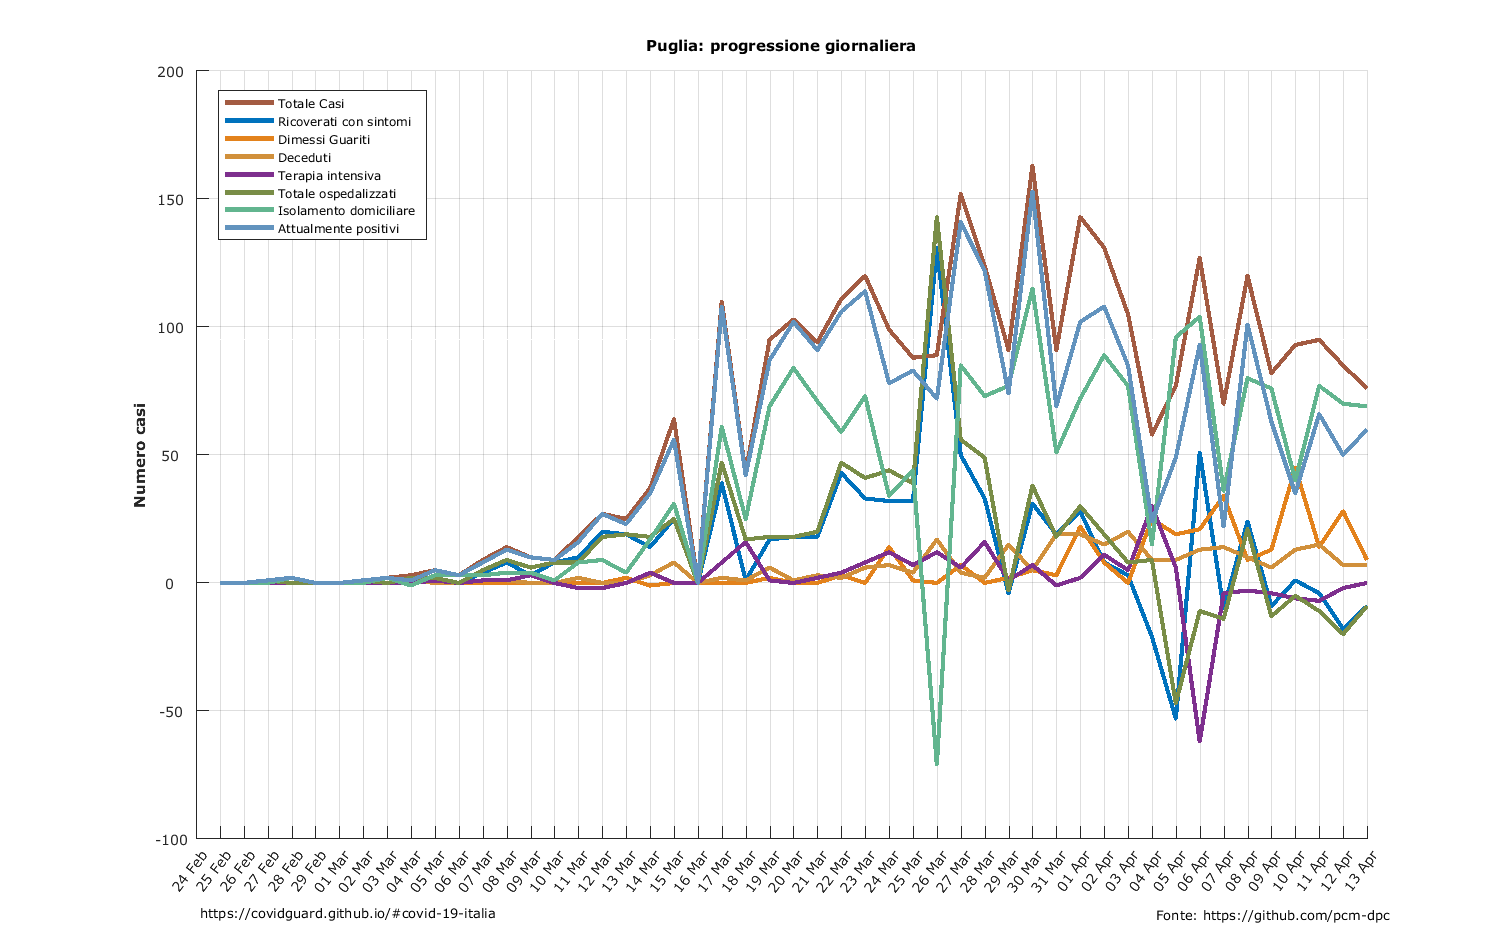 Puglia: progressione giornaliera
200
150
100
50
0
-50
-100
Numero casi
Totale Casi
Ricoverati con sintomi
Dimessi Guariti
Deceduti
Terapia intensiva
Totale ospedalizzati
Isolamento domiciliare
Attualmente positivi
24 Feb
25 Feb
26 Feb
27 Feb
28 Feb
29 Feb
01 Mar
02 Mar
03 Mar
04 Mar
05 Mar
06 Mar
07 Mar
08 Mar
09 Mar
10 Mar
11 Mar
12 Mar
13 Mar
14 Mar
15 Mar
16 Mar
17 Mar
18 Mar
19 Mar
20 Mar
21 Mar
22 Mar
23 Mar
24 Mar
25 Mar
26 Mar
27 Mar
28 Mar
29 Mar
30 Mar
31 Mar
01 Apr
02 Apr
03 Apr
04 Apr
05 Apr
06 Apr
07 Apr
08 Apr
09 Apr
10 Apr
11 Apr
12 Apr
13 Apr
https://covidguard.github.io/#covid-19-italia
Fonte: https://github.com/pcm-dpc